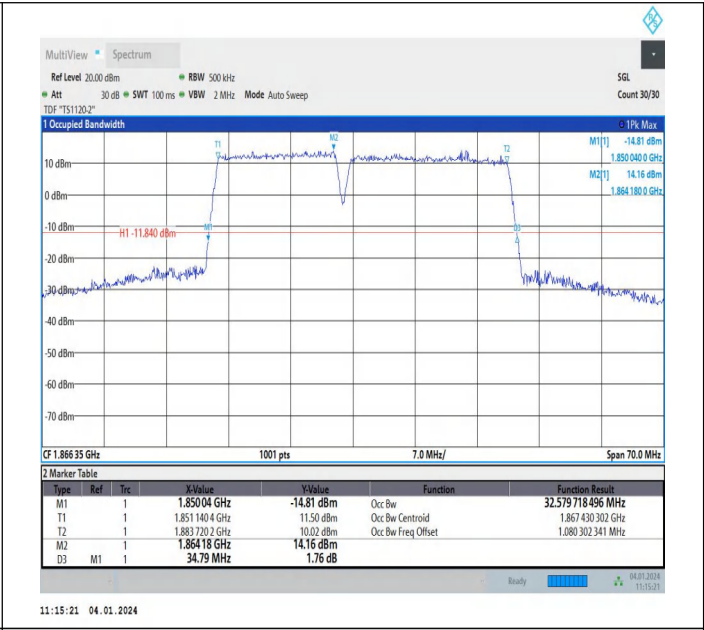 MultiView Spectrum
Ref Level 20.00 dBm RBW 500 kHz SGL
Att 30 dB SWT 100 ms VBW 2 MHz Mode Auto Sweep Count 30/30
TDF "TS1120-2"
1 Occupied Bandwidth 1Pk Max
M1[1] -14.81 dBm
1.850 040 0 GHz
M2[1] 14.16 dBm
1.864 180 0 GHz
T1
M2
T2
10 dBm
0 dBm
-10 dBm
H1 -11.840 dBm
M1
D3
-20 dBm
-30 dBm
-40 dBm
-50 dBm
-60 dBm
-70 dBm
CF 1.866 35 GHz 1001 pts 7.0 MHz/ Span 70.0 MHz
2 Marker Table
Type Ref Trc X-Value Y-Value Function Function Result
M1 1 1.850 04 GHz -14.81 dBm Occ Bw 32.579 718 496 MHz
T1 1 1.851 140 4 GHz 11.50 dBm Occ Bw Centroid 1.867 430 302 GHz
T2 1 1.883 720 2 GHz 10.02 dBm Occ Bw Freq Offset 1.080 302 341 MHz
M2 1 1.864 18 GHz 14.16 dBm
D3 M1 1 34.79 MHz 1.76 dB
Ready 04.01.2024
11:15:21
11:15:21 04.01.2024